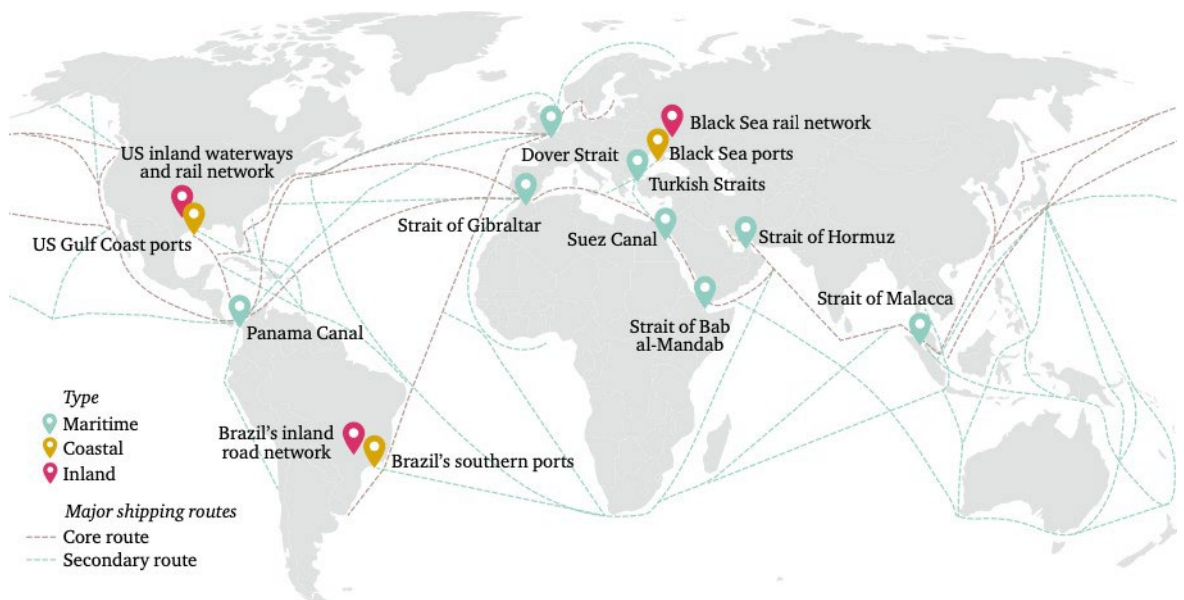 Black Sea rail network
US inland waterways
and rail network
Dover Strait
Black Sea ports
Turkish Straits
Strait of Gibraltar
US Gulf Coast ports
Suez Canal
Strait of Hormuz
Strait of Malacca
Panama Canal
Strait of Bab
al-Mandab
Type
Maritime
Coastal
Inland
Brazil’s inland
road network
Brazil’s southern ports
Major shipping routes
Core route
Secondary route